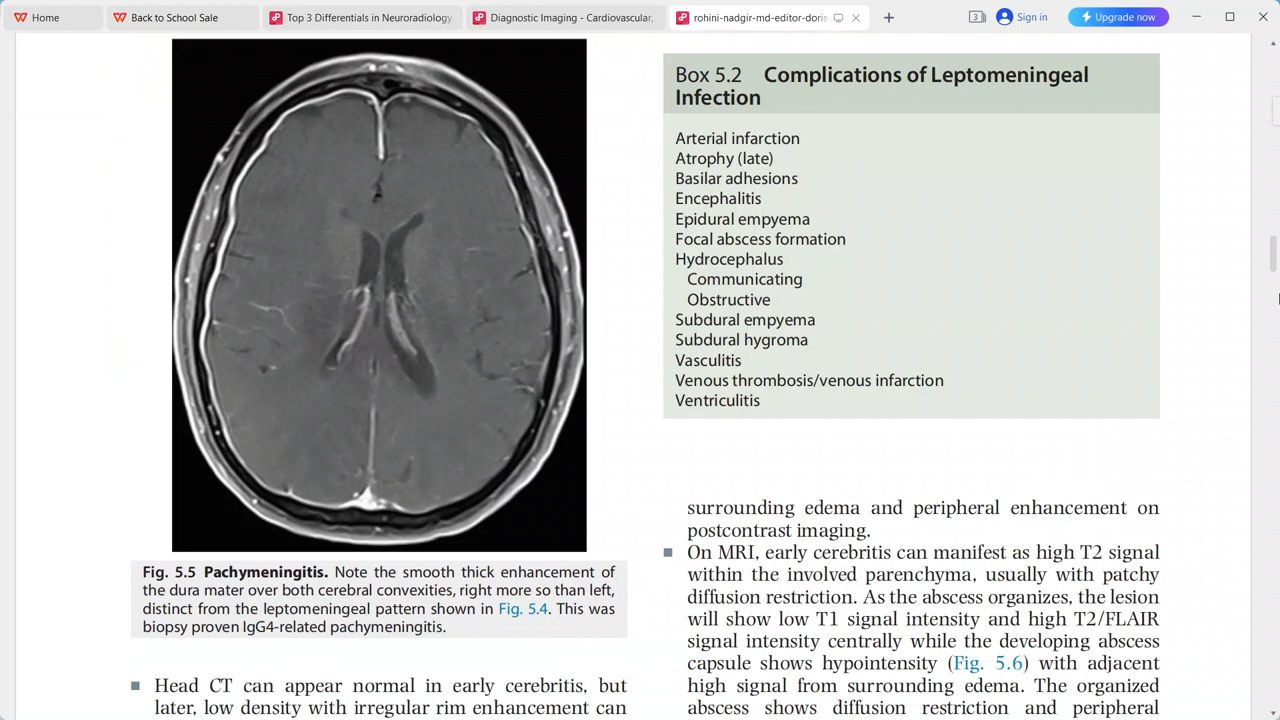 Home
Back to School Sale
Top 3 Differentials in Neuroradiology
Diagnostic Imaging - Cardiovascular,
rohini-nadgir-md-editor-doris
3
Sign in
Upgrade now
Fig. 5.5 Pachymeningitis. Note the smooth thick enhancement of
the dura mater over both cerebral convexities, right more so than left,
distinct from the leptomeningeal pattern shown in Fig. 5.4. This was
biopsy proven IgG4-related pachymeningitis.
■ Head CT can appear normal in early cerebritis, but
later, low density with irregular rim enhancement can
Box 5.2 Complications of Leptomeningeal
Infection
Arterial infarction
Atrophy (late)
Basilar adhesions
Encephalitis
Epidural empyema
Focal abscess formation
Hydrocephalus
Communicating
Obstructive
Subdural empyema
Subdural hygroma
Vasculitis
Venous thrombosis/venous infarction
Ventriculitis
surrounding edema and peripheral enhancement on
postcontrast imaging.
■ On MRI, early cerebritis can manifest as high T2 signal
within the involved parenchyma, usually with patchy
diffusion restriction. As the abscess organizes, the lesion
will show low T1 signal intensity and high T2/FLAIR
signal intensity centrally while the developing abscess
capsule shows hypointensity (Fig. 5.6) with adjacent
high signal from surrounding edema. The organized
abscess shows diffusion restriction and peripheral